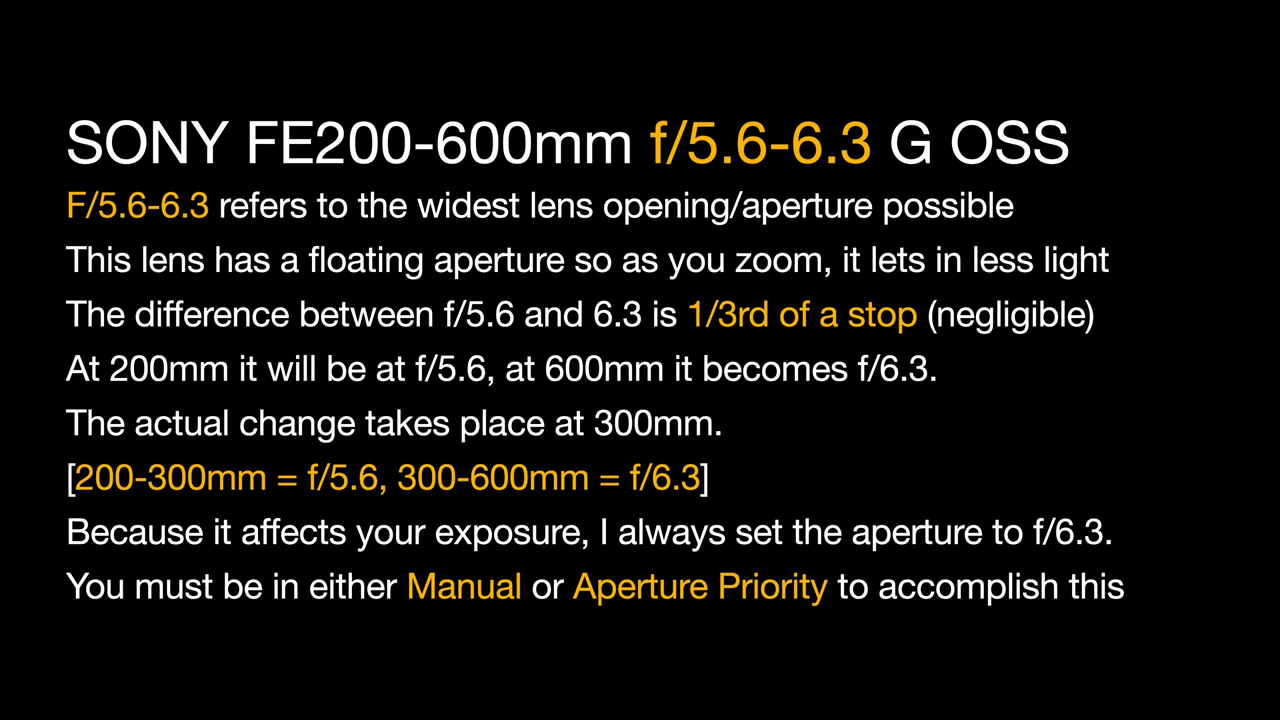 SONY FE200-600mm f/5.6-6.3 G OSS
F/5.6-6.3 refers to the widest lens opening/aperture possible
This lens has a floating aperture so as you zoom, it lets in less light
The difference between f/5.6 and 6.3 is 1/3rd of a stop (negligible)
At 200mm it will be at f/5.6, at 600mm it becomes f/6.3.
The actual change takes place at 300mm.
[200-300mm = f/5.6, 300-600mm = f/6.3]
Because it affects your exposure, I always set the aperture to f/6.3.
You must be in either Manual or Aperture Priority to accomplish this